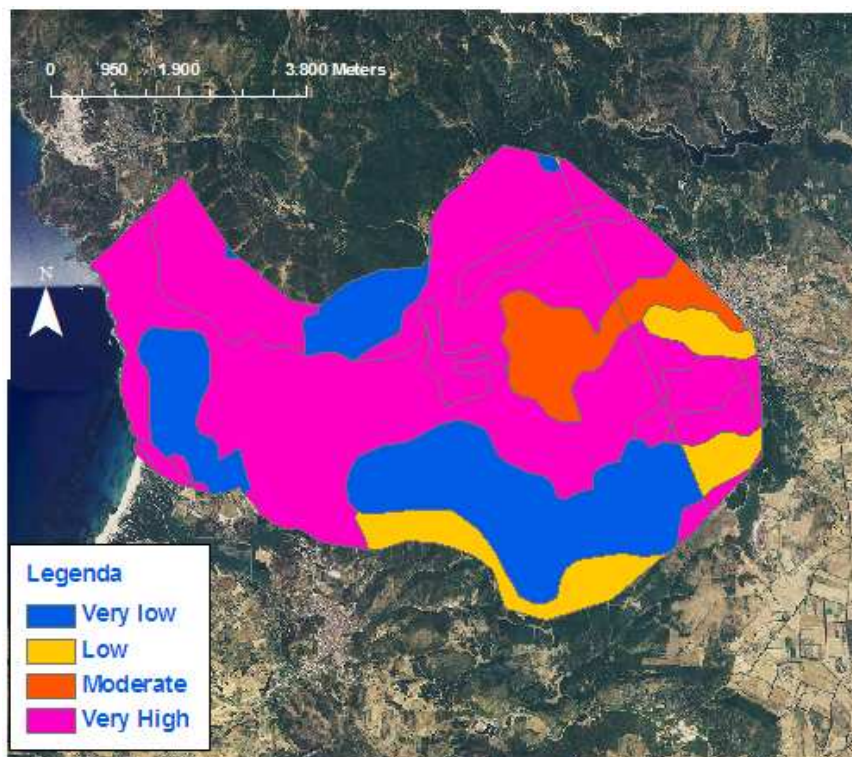 0 950 1.900 3.800 Meters
N
Legenda
Very low
Low
Moderate
Very High